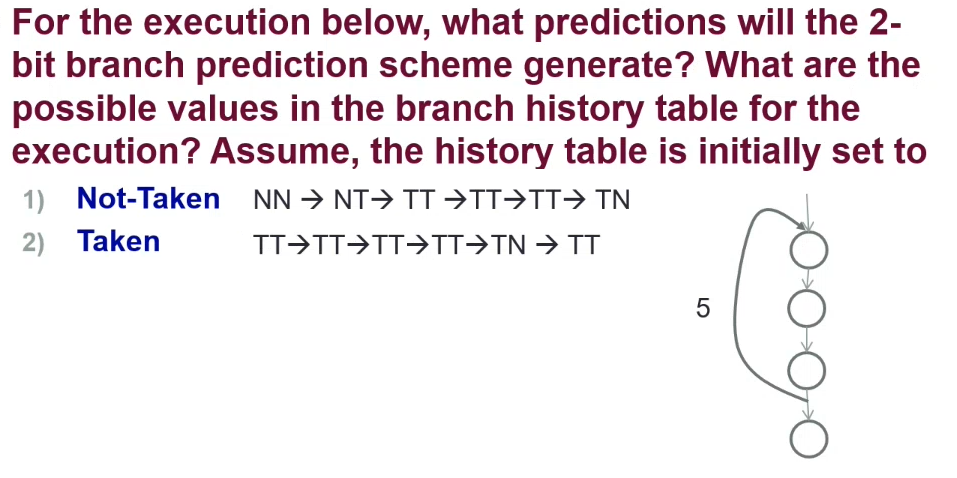 For the execution below, what predictions will the 2-
bit branch prediction scheme generate? What are the
possible values in the branch history table for the
execution? Assume, the history table is initially set to
1) Not-Taken NN → NT→ TT →TT→TT→ TN
2) Taken TT→TT→TT→TT→TN → TT
5